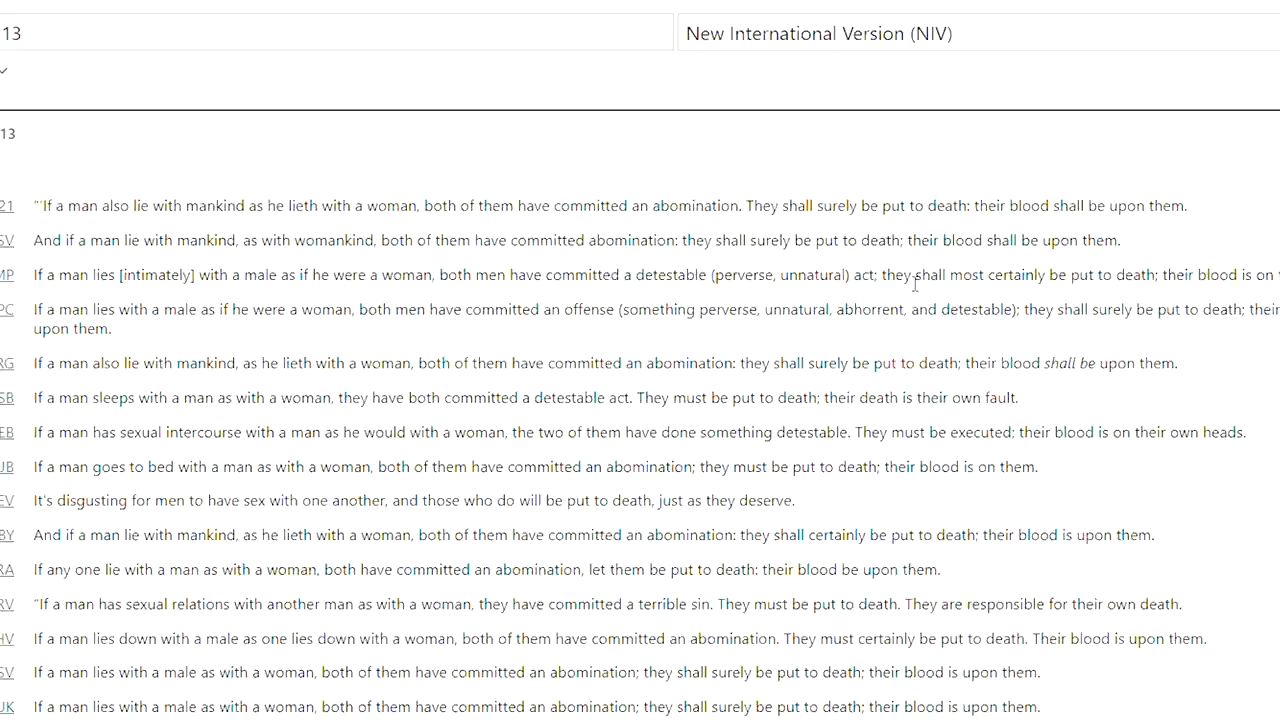 13
New International Version (NIV)
13
21 "'If a man also lie with mankind as he lieth with a woman, both of them have committed an abomination. They shall surely be put to death: their blood shall be upon them.
SV And if a man lie with mankind, as with womankind, both of them have committed abomination: they shall surely be put to death; their blood shall be upon them.
MP If a man lies [intimately] with a male as if he were a woman, both men have committed a detestable (perverse, unnatural) act; they shall most certainly be put to death; their blood is on
PC If a man lies with a male as if he were a woman, both men have committed an offense (something perverse, unnatural, abhorrent, and detestable); they shall surely be put to death; their
upon them.
RG If a man also lie with mankind, as he lieth with a woman, both of them have committed an abomination: they shall surely be put to death; their blood shall be upon them.
SB If a man sleeps with a man as with a woman, they have both committed a detestable act. They must be put to death; their death is their own fault.
EB If a man has sexual intercourse with a man as he would with a woman, the two of them have done something detestable. They must be executed; their blood is on their own heads.
JB If a man goes to bed with a man as with a woman, both of them have committed an abomination; they must be put to death; their blood is on them.
EV It's disgusting for men to have sex with one another, and those who do will be put to death, just as they deserve.
BY And if a man lie with mankind, as he lieth with a woman, both of them have committed an abomination: they shall certainly be put to death; their blood is upon them.
RA If any one lie with a man as with a woman, both have committed an abomination, let them be put to death: their blood be upon them.
RV "If a man has sexual relations with another man as with a woman, they have committed a terrible sin. They must be put to death. They are responsible for their own death.
HV If a man lies down with a male as one lies down with a woman, both of them have committed an abomination. They must certainly be put to death. Their blood is upon them.
SV If a man lies with a male as with a woman, both of them have committed an abomination; they shall surely be put to death; their blood is upon them.
UK If a man lies with a male as with a woman, both of them have committed an abomination; they shall surely be put to death; their blood is upon them.